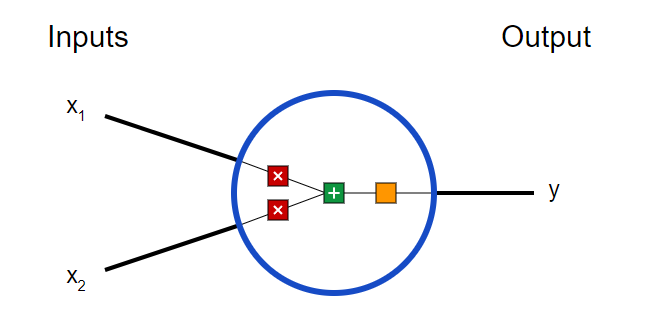 Inputs
Output
x₁
×
+
y
×
x₂